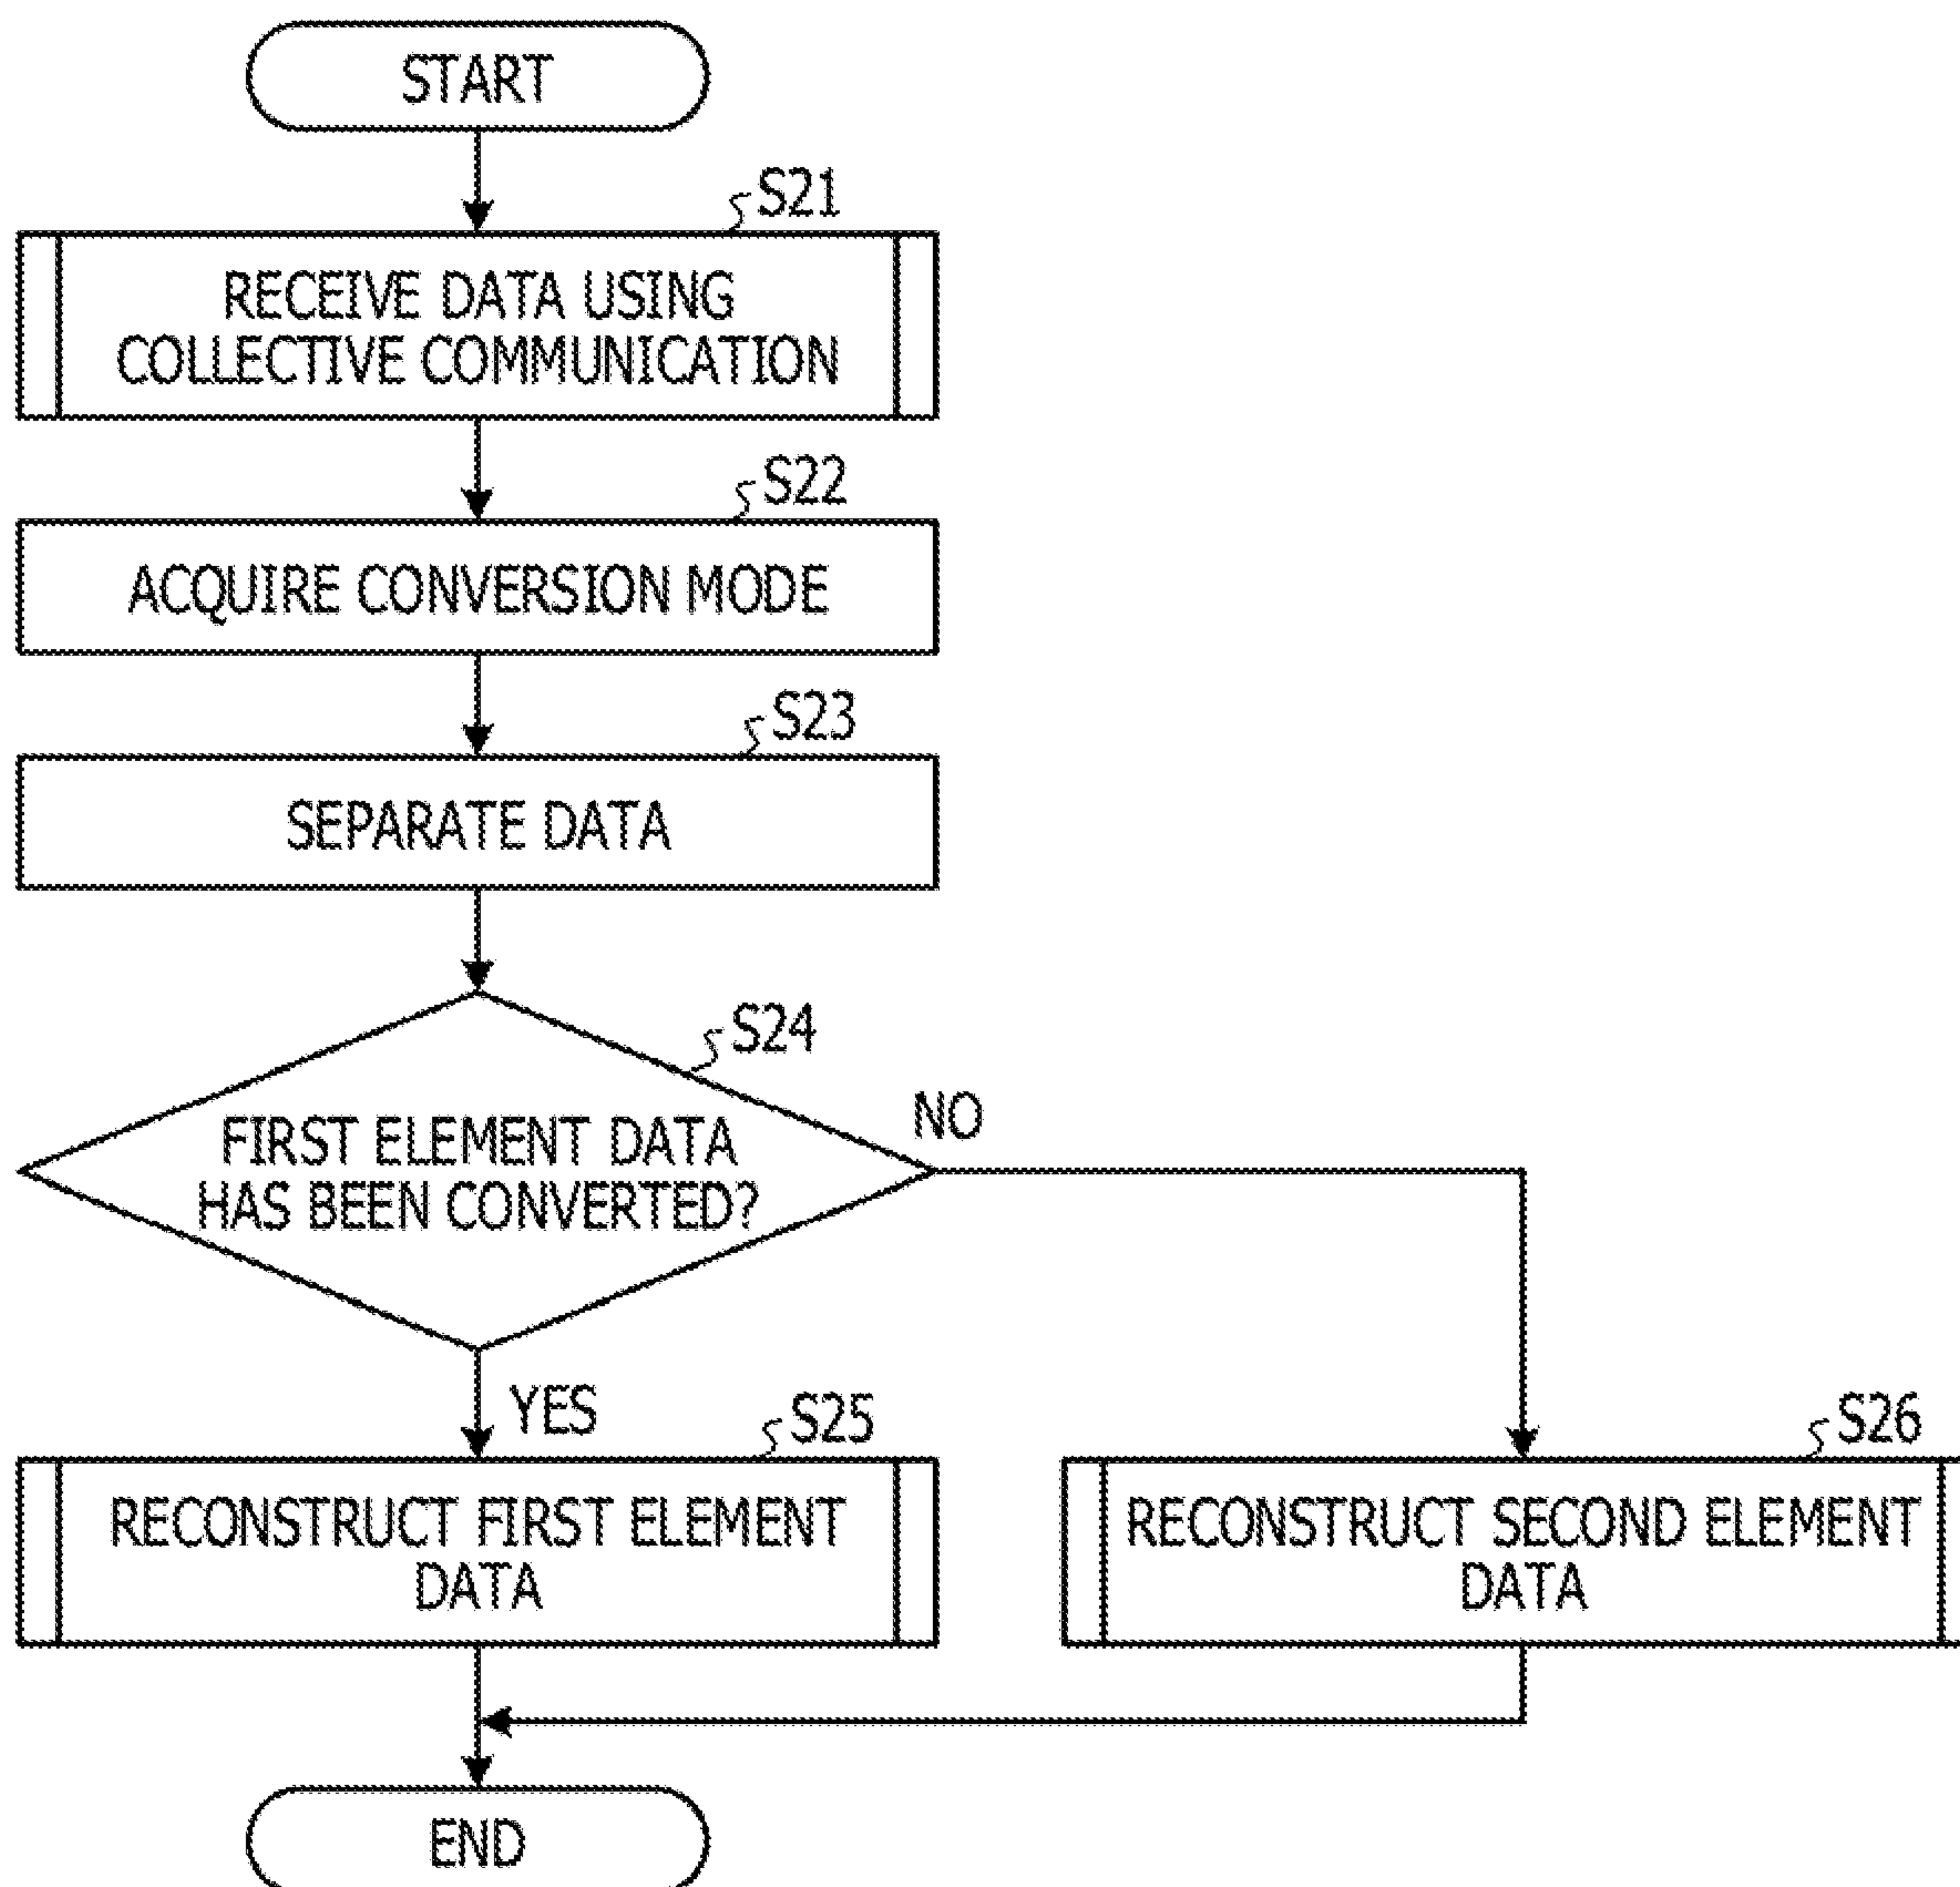 START
S21
RECEIVE DATA USING
COLLECTIVE COMMUNICATION
S22
ACQUIRE CONVERSION MODE
S23
SEPARATE DATA
S24
FIRST ELEMENT DATA
HAS BEEN CONVERTED?
NO
YES
S25
RECONSTRUCT FIRST ELEMENT
DATA
S26
RECONSTRUCT SECOND ELEMENT
DATA
END